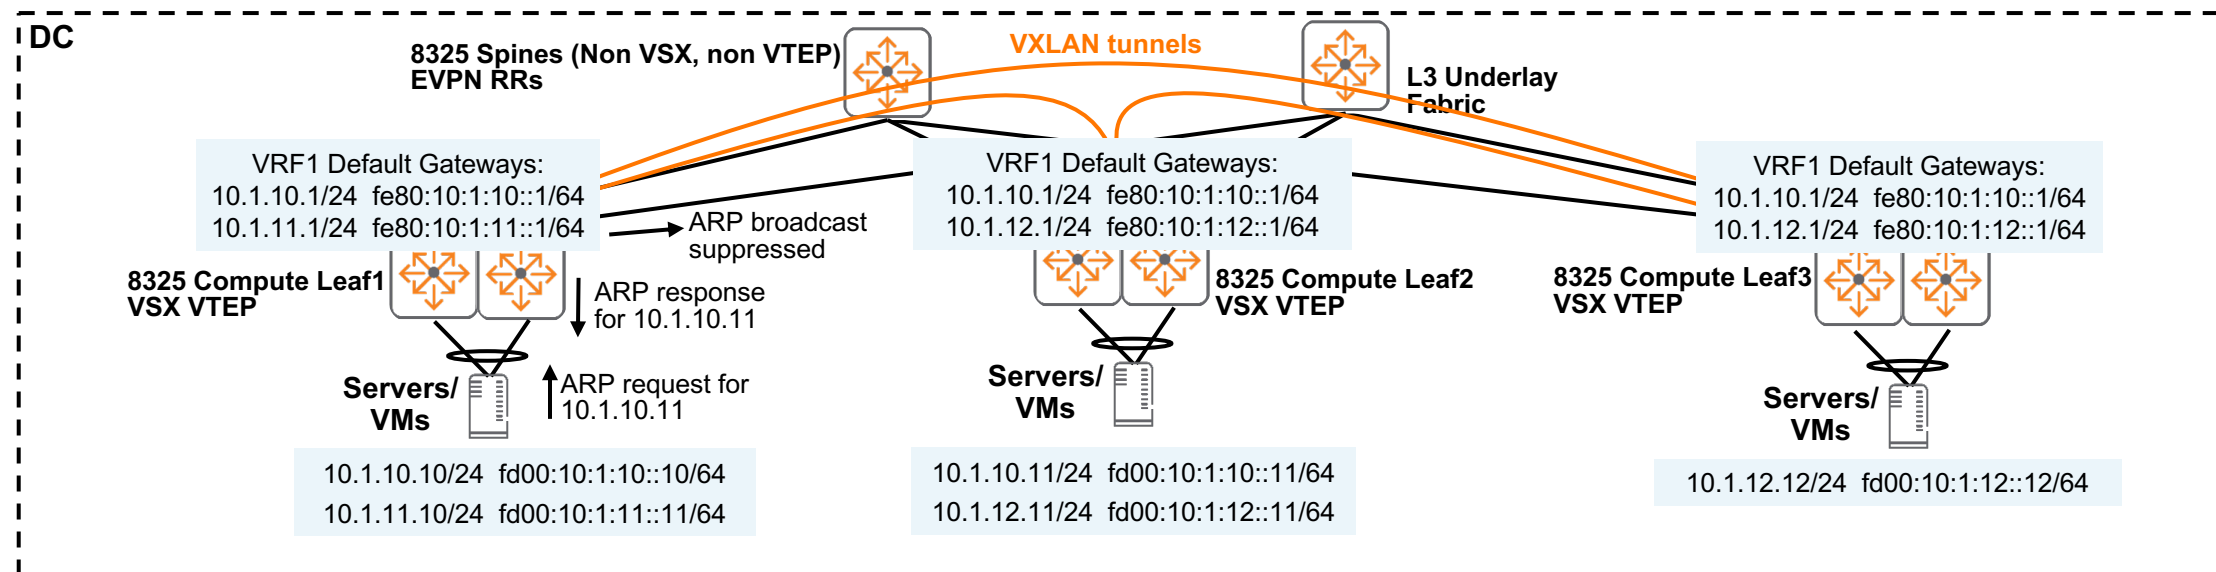 DC
8325 Spines (Non VSX, non VTEP)
EVPN RRs
VXLAN tunnels
L3 Underlay
Fabric
VRF1 Default Gateways:
10.1.10.1/24 fe80:10:1:10::1/64
10.1.11.1/24 fe80:10:1:11::1/64
VRF1 Default Gateways:
10.1.10.1/24 fe80:10:1:10::1/64
10.1.12.1/24 fe80:10:1:12::1/64
VRF1 Default Gateways:
10.1.10.1/24 fe80:10:1:10::1/64
10.1.12.1/24 fe80:10:1:12::1/64
ARP broadcast
suppressed
8325 Compute Leaf1
VSX VTEP
ARP response
for 10.1.10.11
8325 Compute Leaf2
VSX VTEP
8325 Compute Leaf3
VSX VTEP
Servers/
VMs
ARP request for
10.1.10.11
Servers/
VMs
Servers/
VMs
10.1.10.10/24 fd00:10:1:10::10/64
10.1.11.10/24 fd00:10:1:11::11/64
10.1.10.11/24 fd00:10:1:10::11/64
10.1.12.11/24 fd00:10:1:12::11/64
10.1.12.12/24 fd00:10:1:12::12/64